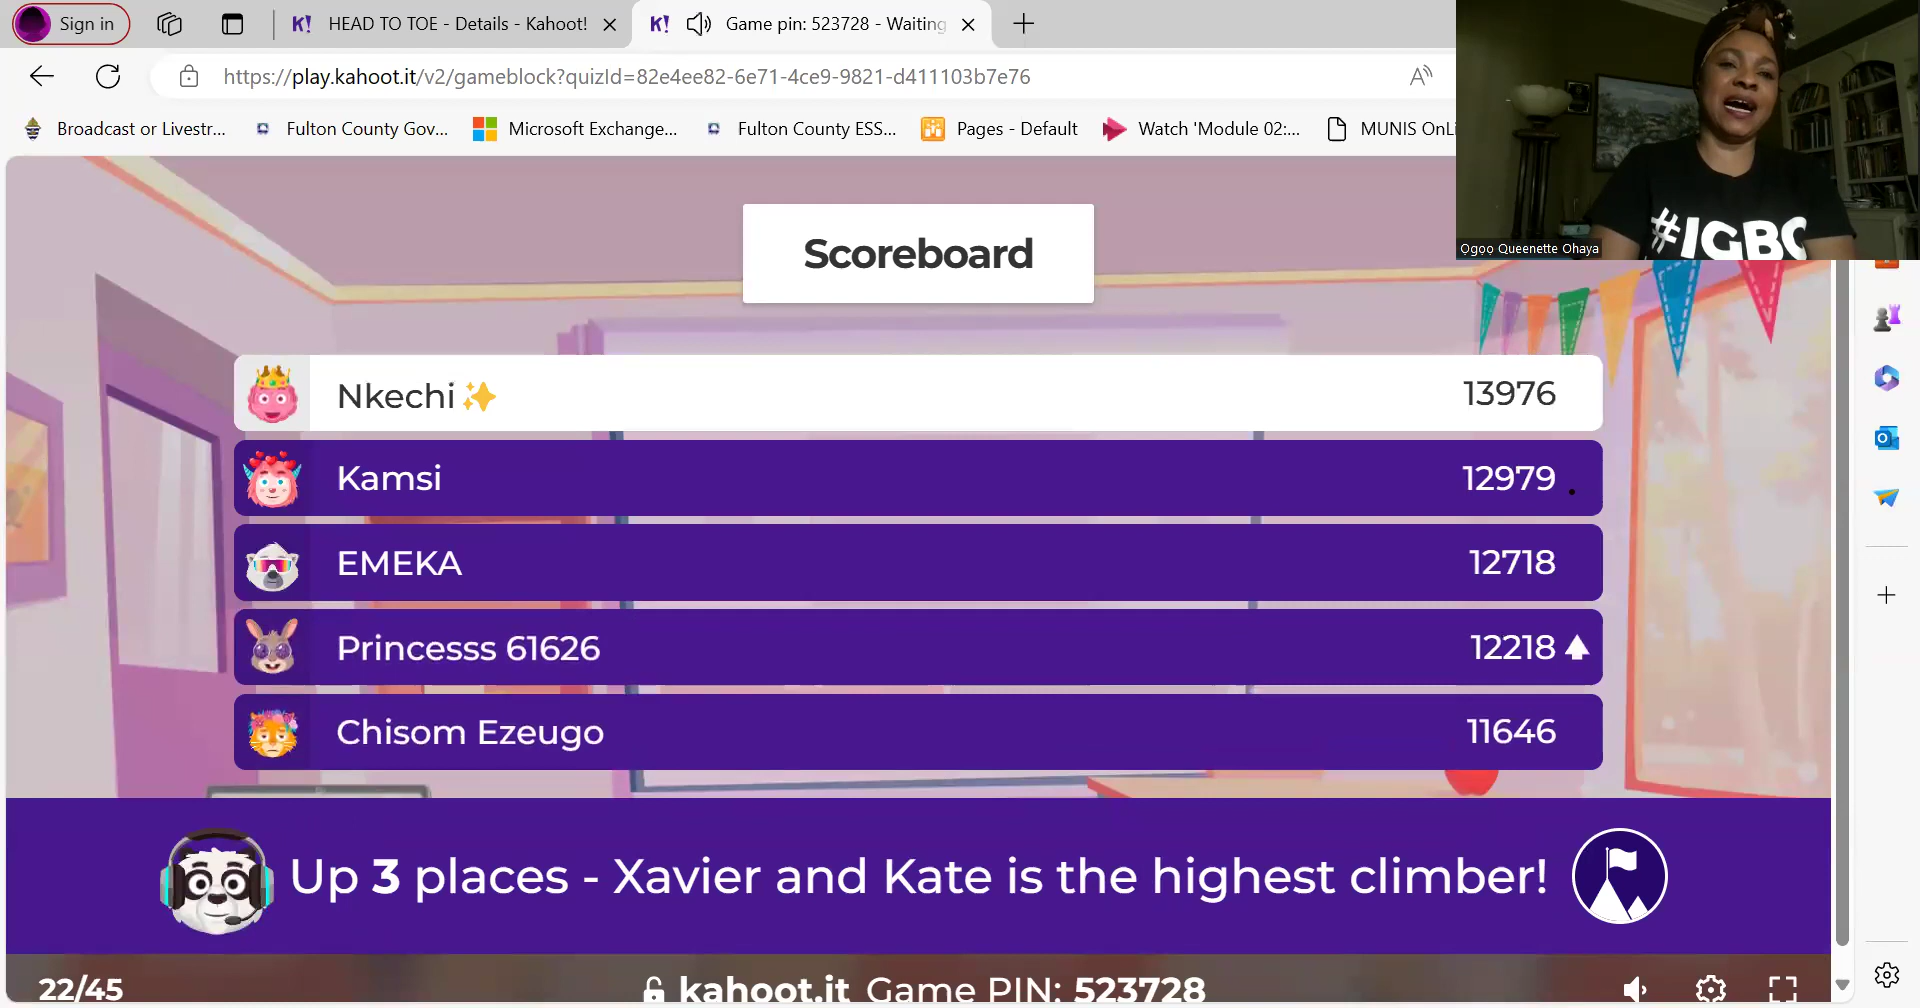 Sign in
HEAD TO TOE - Details - Kahoot!
Game pin: 523728 - Waiting
https://play.kahoot.it/v2/gameblock?quizId=82e4ee82-6e71-4ce9-9821-d411103b7e76
Broadcast or Livestr... Fulton County Gov... Microsoft Exchange... Fulton County ESS... Pages - Default Watch 'Module 02:... MUNIS OnLi
#IGBO
Ọgọọ Queenette Ohaya
Scoreboard
Nkechi✨ 13976
Kamsi 12979
EMEKA 12718
Princesss 61626 12218
Chisom Ezeugo 11646
Up 3 places - Xavier and Kate is the highest climber!
22/45
kahoot.it Game PIN: 523728